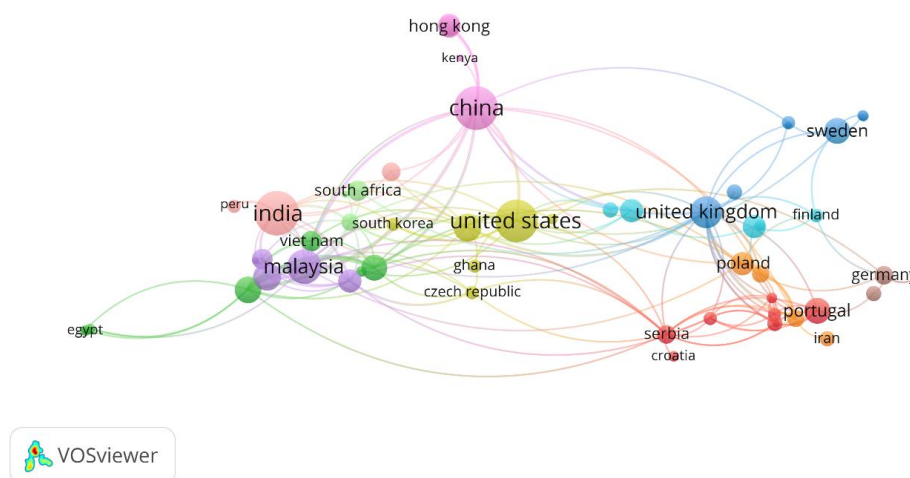 hong kong
kenya
china
sweden
south africa
peru
india
south korea
united states
united kingdom
finland
viet nam
malaysia
ghana
poland
germany
czech republic
egypt
serbia
portugal
croatia
iran
VOSviewer